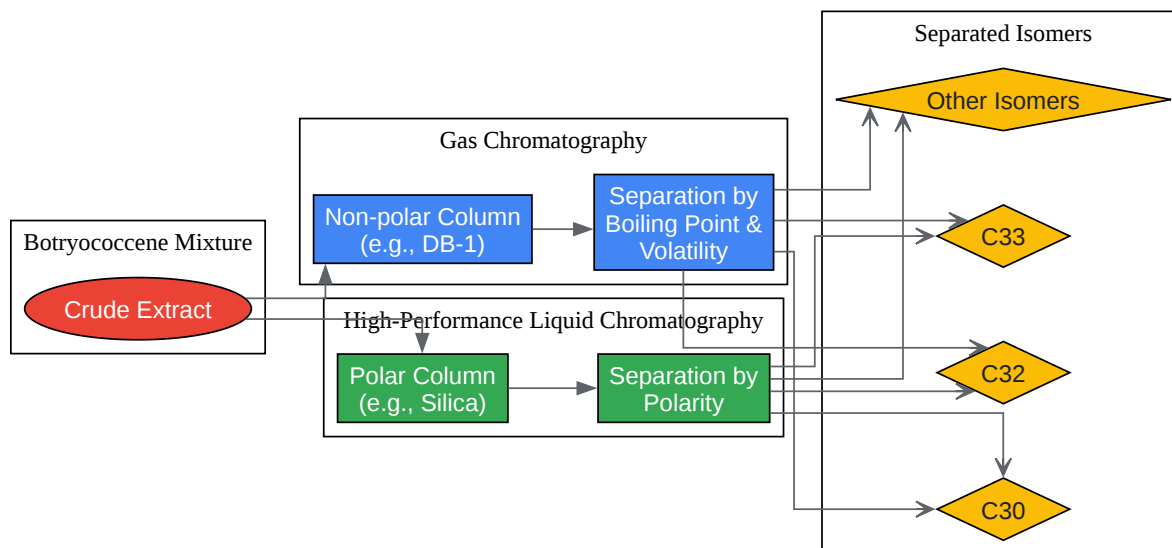 Separated Isomers
Other Isomers
Gas Chromatography
Non-polar Column
(e.g., DB-1)
Separation by
Boiling Point &
Volatility
C33
Botryococcene Mixture
Crude Extract
High-Performance Liquid Chromatography
Polar Column
(e.g., Silica)
Separation by
Polarity
C32
C30